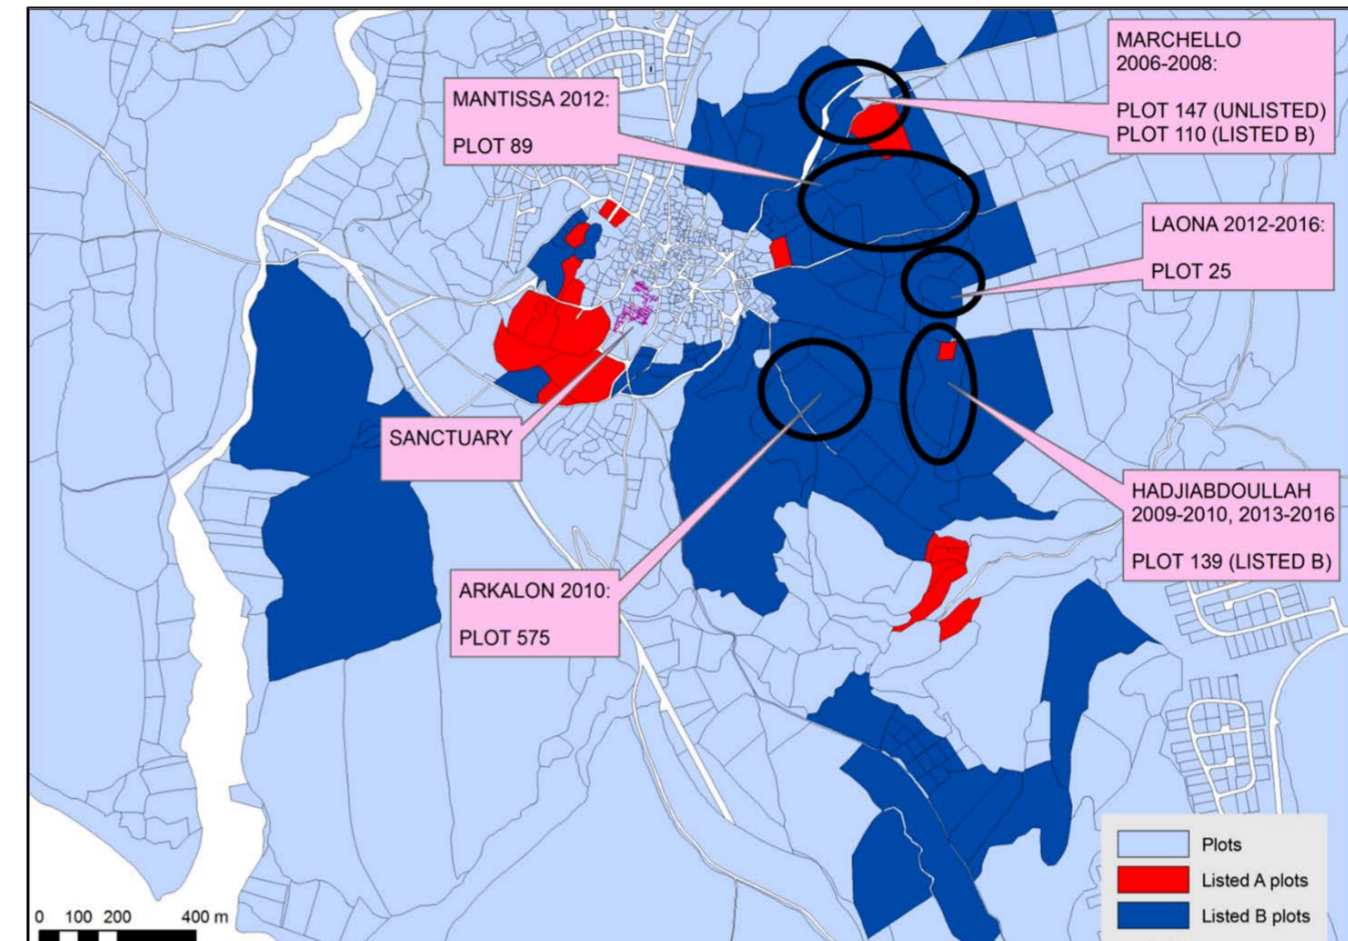 MARCHELLO
2006-2008:
PLOT 147 (UNLISTED)
PLOT 110 (LISTED B)
MANTISSA 2012:
PLOT 89
LAONA 2012-2016:
PLOT 25
SANCTUARY
HADJIABDOULLAH
2009-2010, 2013-2016
PLOT 139 (LISTED B)
ARKALON 2010:
PLOT 575
Plots
Listed A plots
Listed B plots
0 100 200 400 m